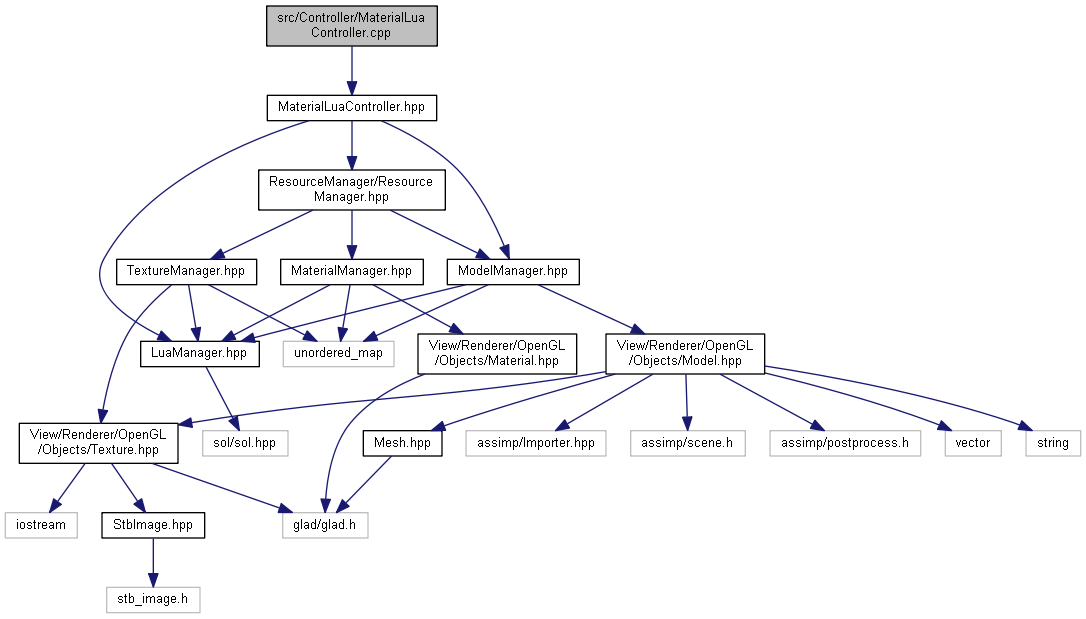 src/Controller/MaterialLua
Controller.cpp
MaterialLuaController.hpp
ResourceManager/Resource
Manager.hpp
TextureManager.hpp
MaterialManager.hpp
ModelManager.hpp
LuaManager.hpp
unordered_map
View/Renderer/OpenGL
/Objects/Material.hpp
View/Renderer/OpenGL
/Objects/Model.hpp
View/Renderer/OpenGL
/Objects/Texture.hpp
sol/sol.hpp
Mesh.hpp
assimp/Importer.hpp
assimp/scene.h
assimp/postprocess.h
vector
string
iostream
StbImage.hpp
glad/glad.h
stb_image.h